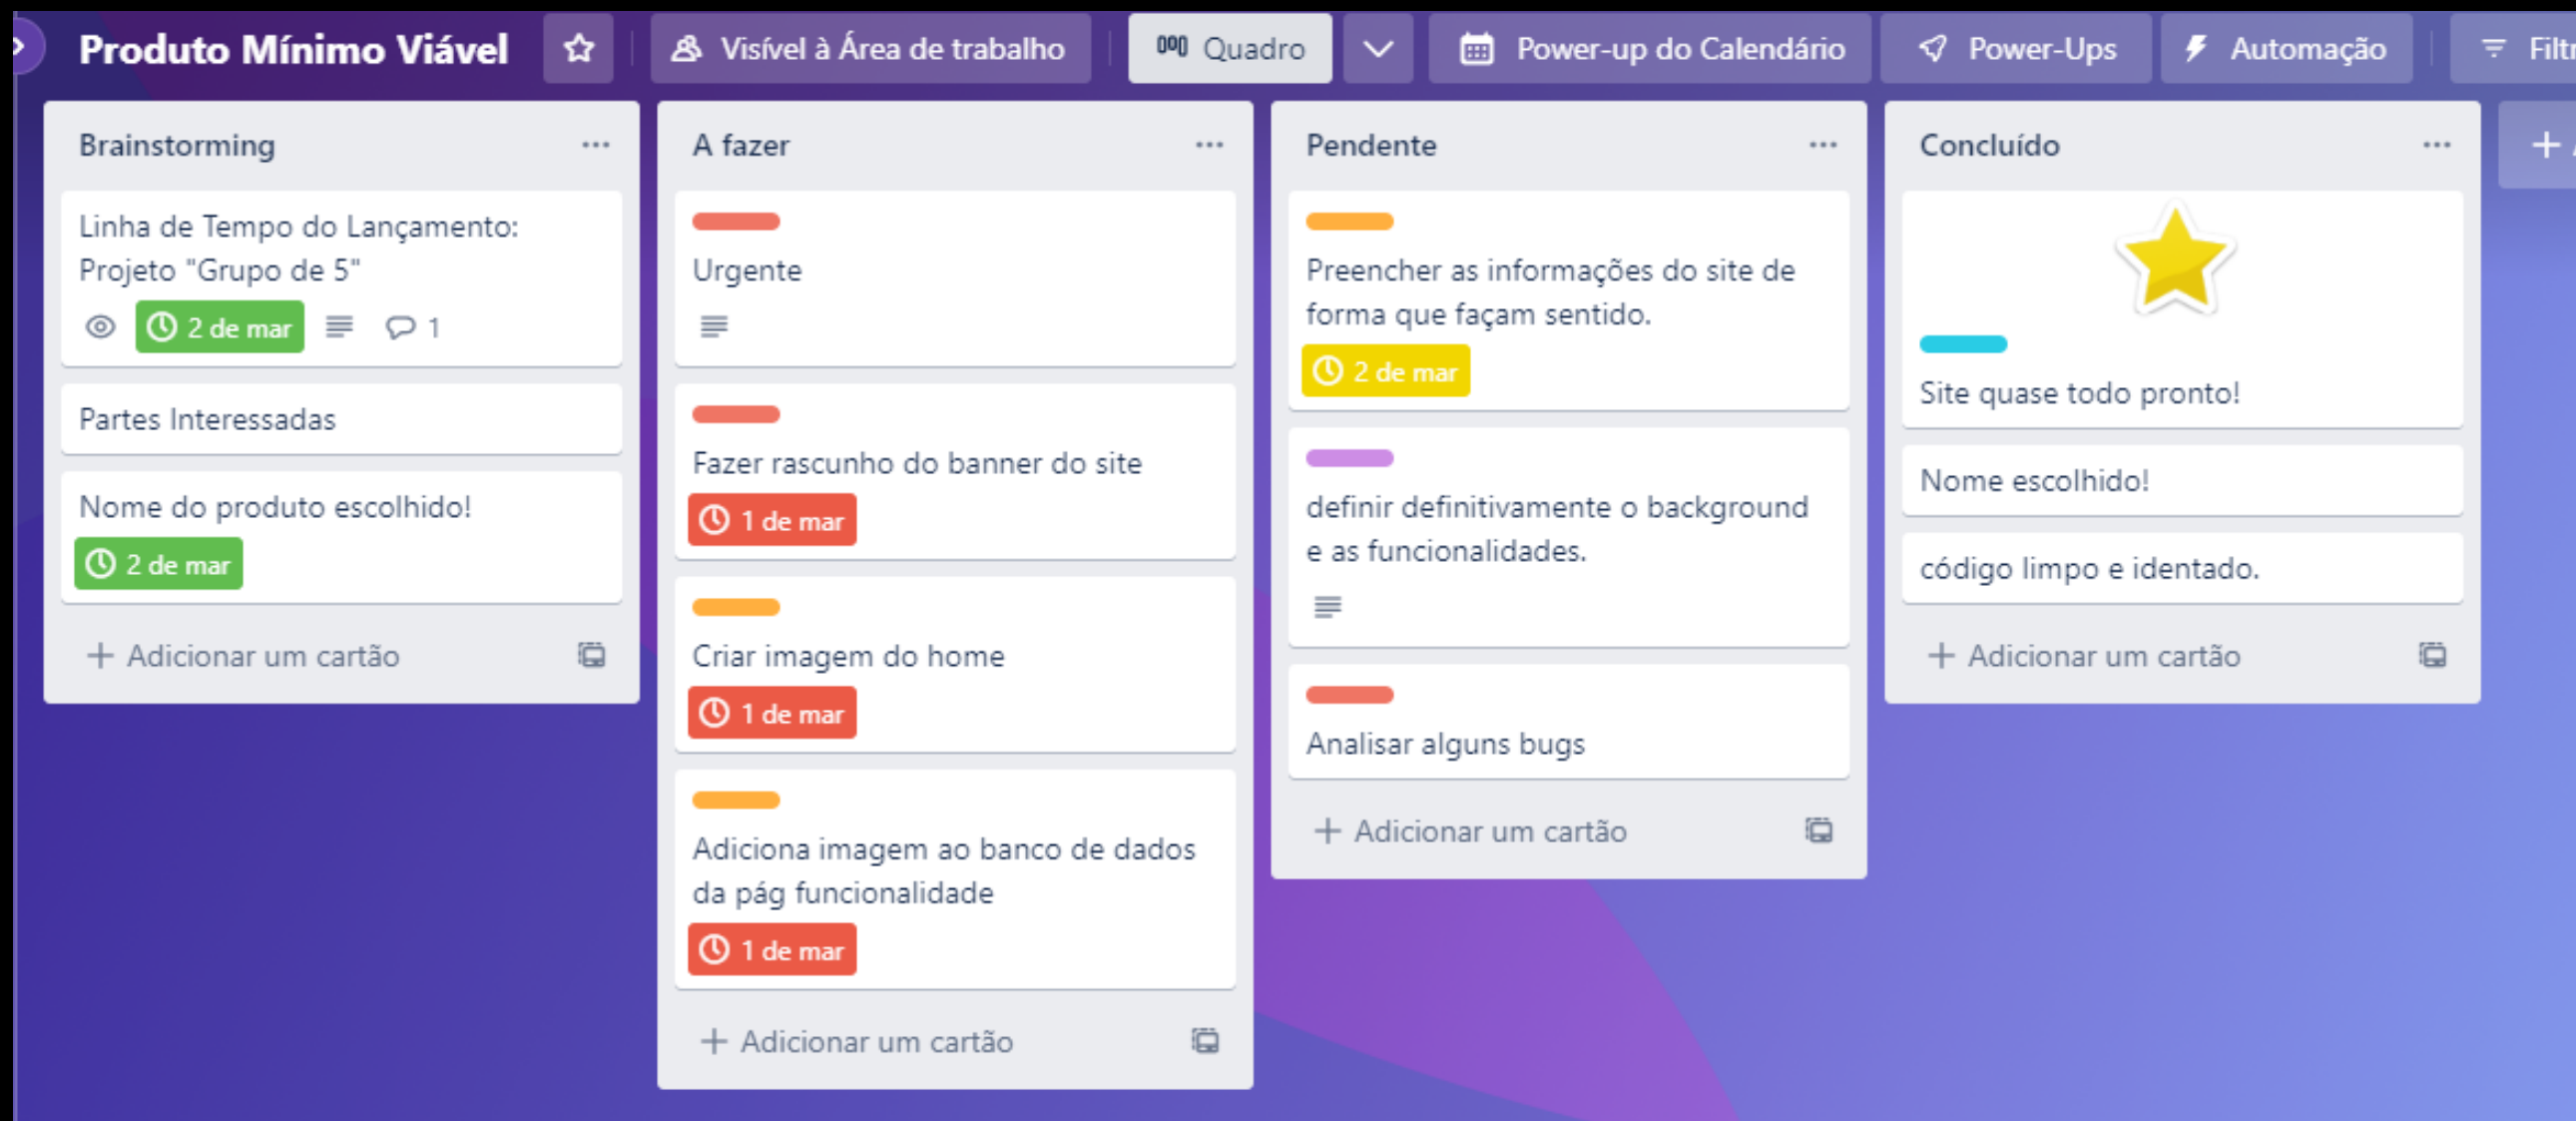 Produto Mínimo Viável
Visível à Área de trabalho
Quadro
Power-up do Calendário
Power-Ups
Automação
Brainstorming
Linha de Tempo do Lançamento:
Projeto "Grupo de 5"
2 de mar
1
Partes Interessadas
Nome do produto escolhido!
2 de mar
+ Adicionar um cartão
A fazer
Urgente
Fazer rascunho do banner do site
1 de mar
Criar imagem do home
1 de mar
Adiciona imagem ao banco de dados
da pág funcionalidade
1 de mar
+ Adicionar um cartão
Pendente
Preencher as informações do site de
forma que façam sentido.
2 de mar
definir definitivamente o background
e as funcionalidades.
Analisar alguns bugs
+ Adicionar um cartão
Concluído
Site quase todo pronto!
Nome escolhido!
código limpo e identado.
+ Adicionar um cartão